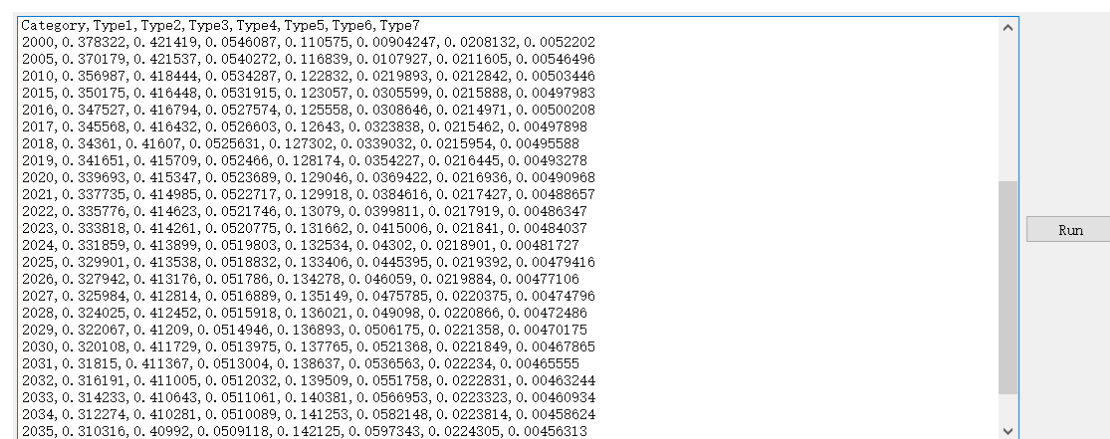 Category, Type1, Type2, Type3, Type4, Type5, Type6, Type7
2000, 0.378322, 0.421419, 0.0546087, 0.110575, 0.00904247, 0.0208132, 0.0052202
2005, 0.370179, 0.421537, 0.0540272, 0.116839, 0.0107927, 0.0211605, 0.00546496
2010, 0.356987, 0.418444, 0.0534287, 0.122832, 0.0219893, 0.0212842, 0.00503446
2015, 0.350175, 0.416448, 0.0531915, 0.123057, 0.0305599, 0.0215888, 0.00497983
2016, 0.347527, 0.416794, 0.0527574, 0.125558, 0.0308646, 0.0214971, 0.00500208
2017, 0.345568, 0.416432, 0.0526603, 0.12643, 0.0323838, 0.0215462, 0.00497898
2018, 0.34361, 0.41607, 0.0525631, 0.127302, 0.0339032, 0.0215954, 0.00495588
2019, 0.341651, 0.415709, 0.052466, 0.128174, 0.0354227, 0.0216445, 0.00493278
2020, 0.339693, 0.415347, 0.0523689, 0.129046, 0.0369422, 0.0216936, 0.00490968
2021, 0.337735, 0.414985, 0.0522717, 0.129918, 0.0384616, 0.0217427, 0.00488657
2022, 0.335776, 0.414623, 0.0521746, 0.13079, 0.0399811, 0.0217919, 0.00486347
2023, 0.333818, 0.414261, 0.0520775, 0.131662, 0.0415006, 0.021841, 0.00484037
2024, 0.331859, 0.413899, 0.0519803, 0.132534, 0.04302, 0.0218901, 0.00481727
2025, 0.329901, 0.413538, 0.0518832, 0.133406, 0.0445395, 0.0219392, 0.00479416
2026, 0.327942, 0.413176, 0.051786, 0.134278, 0.046059, 0.0219884, 0.00477106
2027, 0.325984, 0.412814, 0.0516889, 0.135149, 0.0475785, 0.0220375, 0.00474796
2028, 0.324025, 0.412452, 0.0515918, 0.136021, 0.049098, 0.0220866, 0.00472486
2029, 0.322067, 0.41209, 0.0514946, 0.136893, 0.0506175, 0.0221358, 0.00470175
2030, 0.320108, 0.411729, 0.0513975, 0.137765, 0.0521368, 0.0221849, 0.00467865
2031, 0.31815, 0.411367, 0.0513004, 0.138637, 0.0536563, 0.022234, 0.00465555
2032, 0.316191, 0.411005, 0.0512032, 0.139509, 0.0551758, 0.0222831, 0.00463244
2033, 0.314233, 0.410643, 0.0511061, 0.140381, 0.0566953, 0.0223323, 0.00460934
2034, 0.312274, 0.410281, 0.0510089, 0.141253, 0.0582148, 0.0223814, 0.00458624
2035, 0.310316, 0.40992, 0.0509118, 0.142125, 0.0597343, 0.0224305, 0.00456313
Run